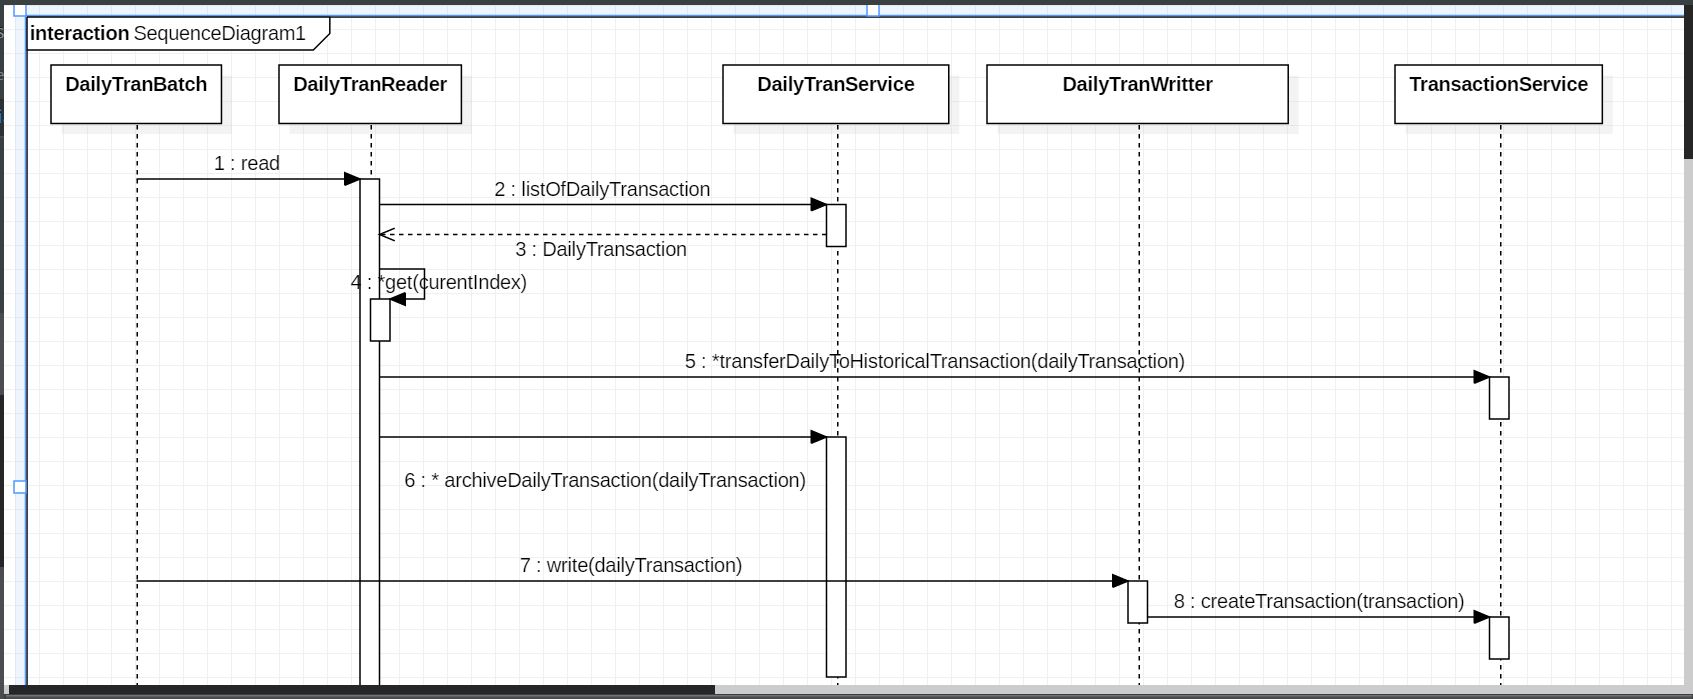 interaction SequenceDiagram1
DailyTranBatch
DailyTranReader
DailyTranService
DailyTranWritter
TransactionService
1 : read
2 : listOfDailyTransaction
3 : DailyTransaction
4 : *get(curentIndex)
5 : *transferDailyToHistoricalTransaction(dailyTransaction)
6 : * archiveDailyTransaction(dailyTransaction)
7 : write(dailyTransaction)
8 : createTransaction(transaction)